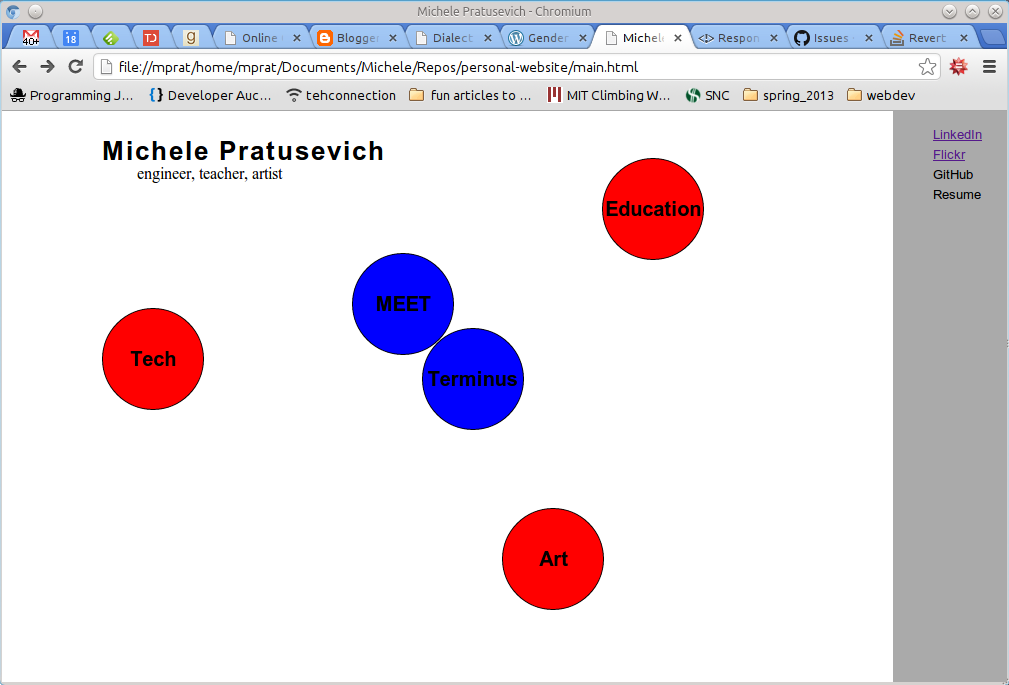 Michele Pratusevich - Chromium
40+ 18 TD g Online Blogger Dialect Gender Michele Respon Issues Revert
file://mprat/home/mprat/Documents/Michele/Repos/personal-website/main.html
Programming J... {} Developer Auc... tehconnection fun articles to ... MIT Climbing W... SNC spring_2013 webdev
Michele Pratusevich
engineer, teacher, artist
LinkedIn
Flickr
GitHub
Resume
Education
MEET
Tech
Terminus
Art